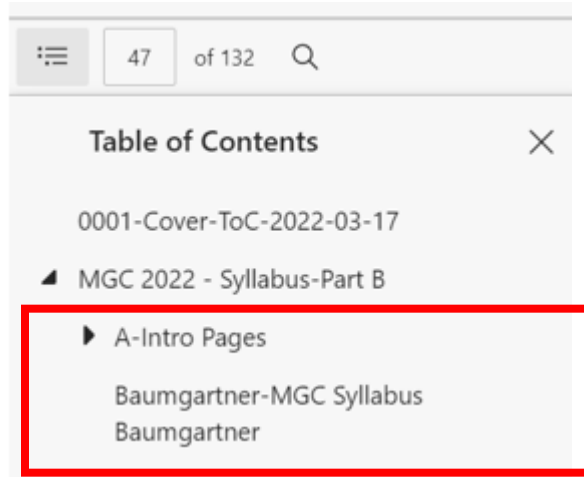 47 of 132
Table of Contents
0001-Cover-ToC-2022-03-17
MGC 2022 - Syllabus-Part B
A-Intro Pages
Baumgartner-MGC Syllabus
Baumgartner